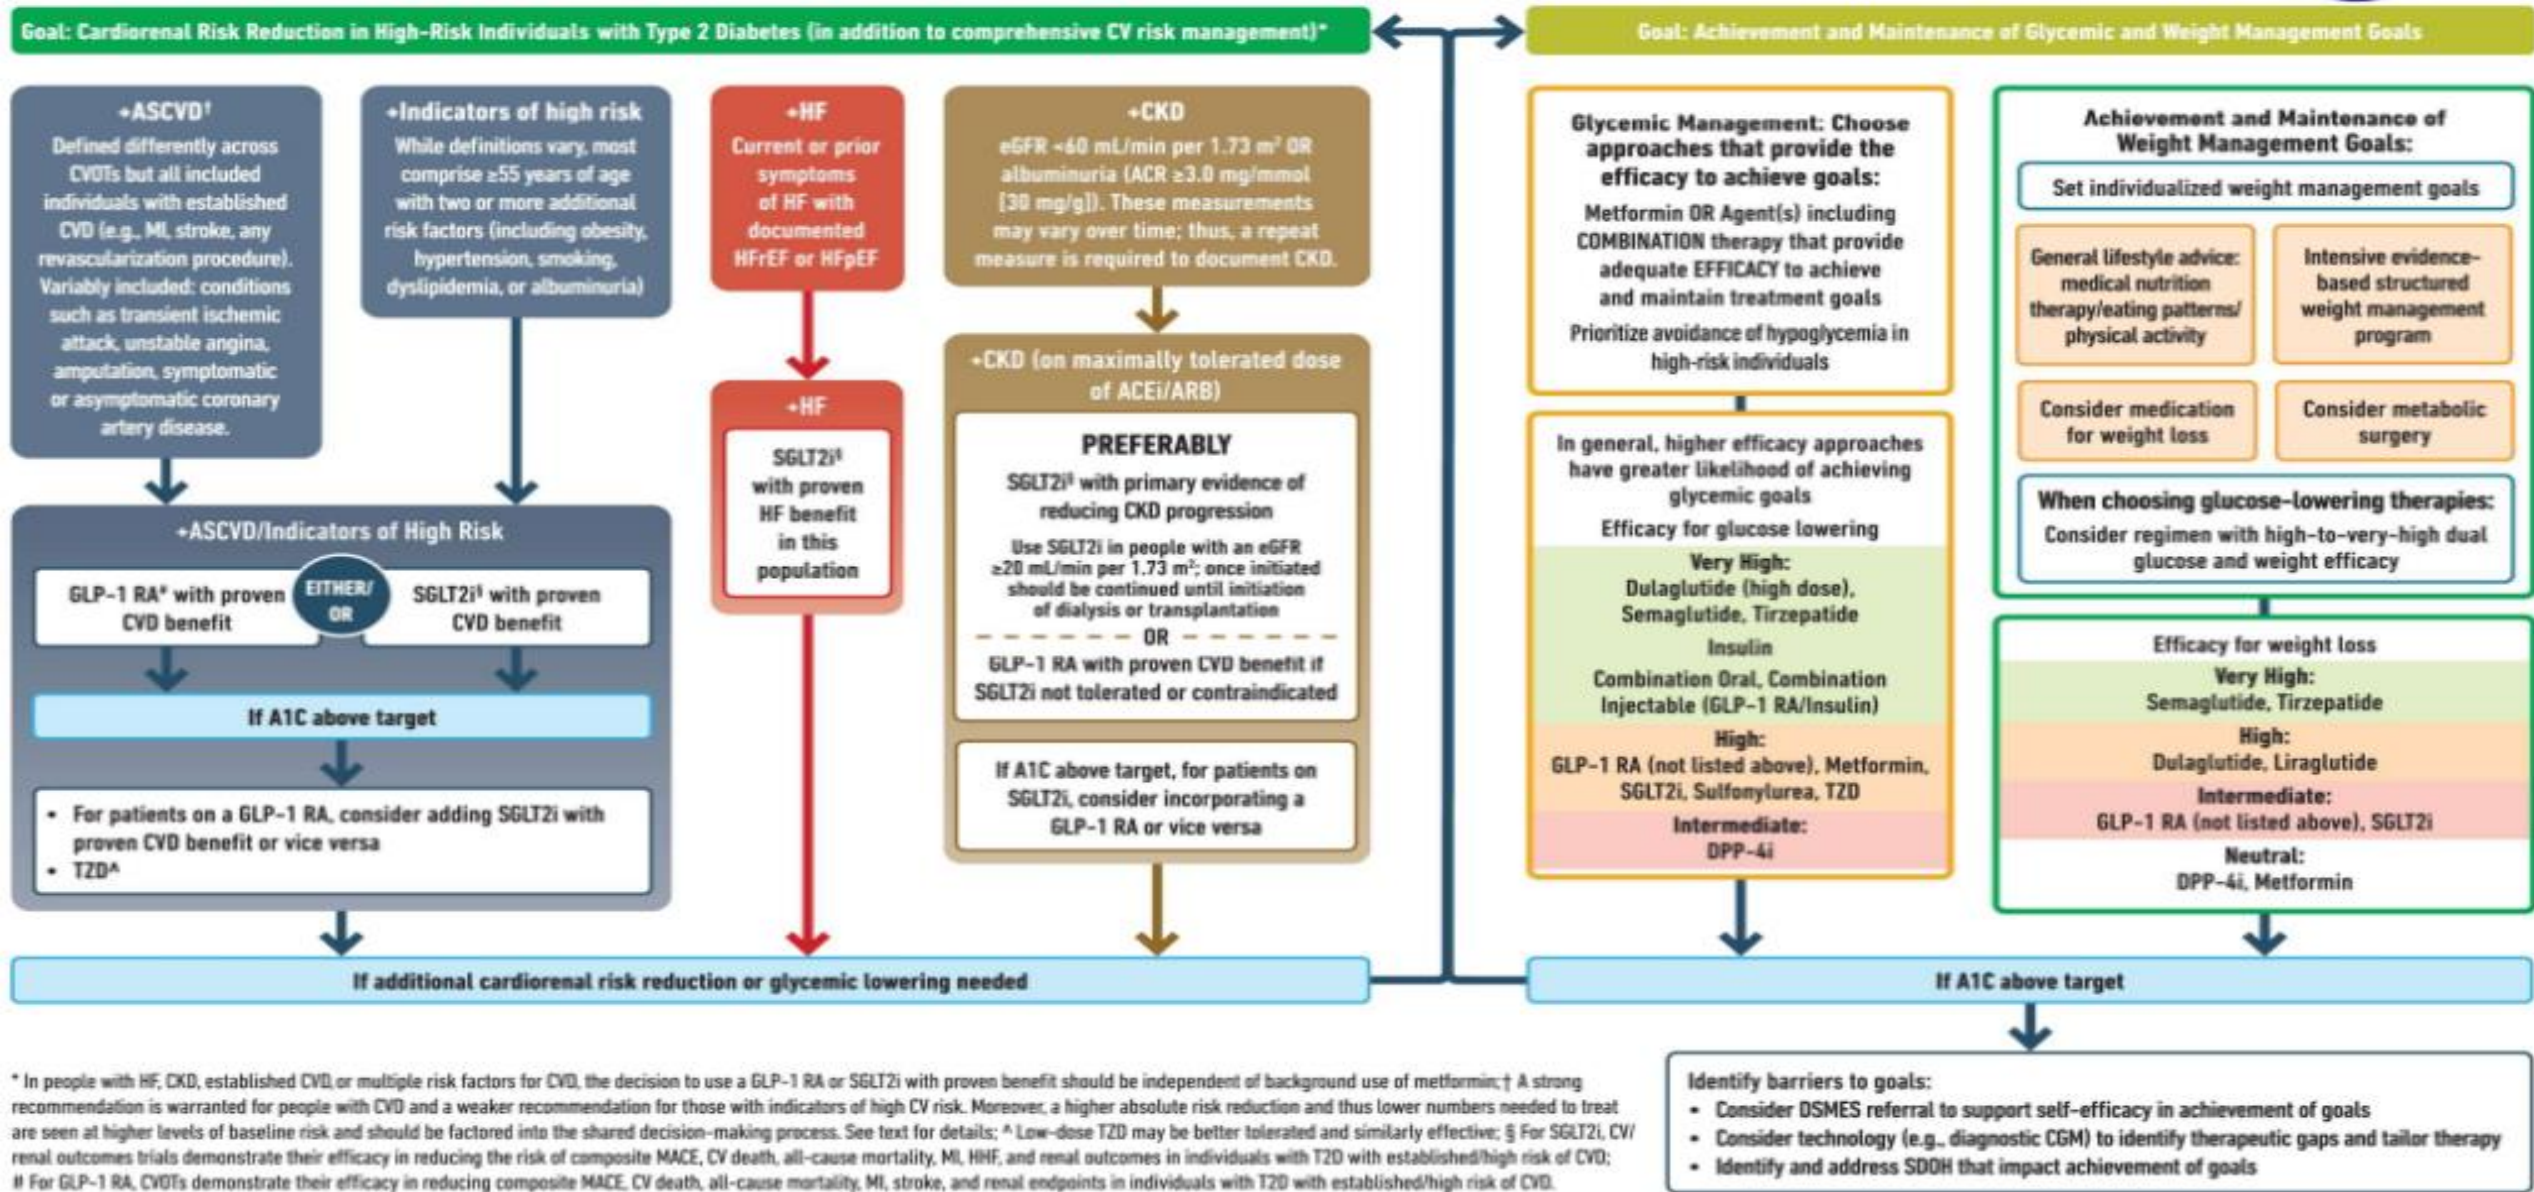 Goal: Cardiorenal Risk Reduction in High-Risk Individuals with Type 2 Diabetes (in addition to comprehensive CV risk management)*
+ASCVD†
Defined differently across
CVOTs but all included
individuals with established
CVD (e.g., MI, stroke, any
revascularization procedure).
Variably included: conditions
such as transient ischemic
attack, unstable angina,
amputation, symptomatic
or asymptomatic coronary
artery disease.
+Indicators of high risk
While definitions vary, most
comprise ≥55 years of age
with two or more additional
risk factors (including obesity,
hypertension, smoking,
dyslipidemia, or albuminuria)
+ASCVD/Indicators of High Risk
GLP-1 RA# with proven
CVD benefit
EITHER/
OR
SGLT2i§ with proven
CVD benefit
If A1C above target
• For patients on a GLP-1 RA, consider adding SGLT2i with
proven CVD benefit or vice versa
• TZD^
+HF
Current or prior
symptoms
of HF with
documented
HFrEF or HFpEF
+HF
SGLT2i§
with proven
HF benefit
in this
population
+CKD
eGFR <60 mL/min per 1.73 m² OR
albuminuria (ACR ≥3.0 mg/mmol
[30 mg/g]). These measurements
may vary over time; thus, a repeat
measure is required to document CKD.
+CKD (on maximally tolerated dose
of ACEi/ARB)
PREFERABLY
SGLT2i§ with primary evidence of
reducing CKD progression
Use SGLT2i in people with an eGFR
≥20 mL/min per 1.73 m²; once initiated
should be continued until initiation
of dialysis or transplantation
OR
GLP-1 RA with proven CVD benefit if
SGLT2i not tolerated or contraindicated
If A1C above target, for patients on
SGLT2i, consider incorporating a
GLP-1 RA or vice versa
If additional cardiorenal risk reduction or glycemic lowering needed
Goal: Achievement and Maintenance of Glycemic and Weight Management Goals
Glycemic Management: Choose
approaches that provide the
efficacy to achieve goals:
Metformin OR Agent(s) including
COMBINATION therapy that provide
adequate EFFICACY to achieve
and maintain treatment goals
Prioritize avoidance of hypoglycemia in
high-risk individuals
In general, higher efficacy approaches
have greater likelihood of achieving
glycemic goals
Efficacy for glucose lowering
Very High:
Dulaglutide (high dose),
Semaglutide, Tirzepatide
Insulin
Combination Oral, Combination
Injectable (GLP-1 RA/Insulin)
High:
GLP-1 RA (not listed above), Metformin,
SGLT2i, Sulfonylurea, TZD
Intermediate:
DPP-4i
Achievement and Maintenance of
Weight Management Goals:
Set individualized weight management goals
General lifestyle advice:
medical nutrition
therapy/eating patterns/
physical activity
Intensive evidence-
based structured
weight management
program
Consider medication
for weight loss
Consider metabolic
surgery
When choosing glucose-lowering therapies:
Consider regimen with high-to-very-high dual
glucose and weight efficacy
Efficacy for weight loss
Very High:
Semaglutide, Tirzepatide
High:
Dulaglutide, Liraglutide
Intermediate:
GLP-1 RA (not listed above), SGLT2i
Neutral:
DPP-4i, Metformin
If A1C above target
Identify barriers to goals:
• Consider DSMES referral to support self-efficacy in achievement of goals
• Consider technology (e.g., diagnostic CGM) to identify therapeutic gaps and tailor therapy
• Identify and address SDOH that impact achievement of goals
* In people with HF, CKD, established CVD, or multiple risk factors for CVD, the decision to use a GLP-1 RA or SGLT2i with proven benefit should be independent of background use of metformin; † A strong
recommendation is warranted for people with CVD and a weaker recommendation for those with indicators of high CV risk. Moreover, a higher absolute risk reduction and thus lower numbers needed to treat
are seen at higher levels of baseline risk and should be factored into the shared decision-making process. See text for details; ^ Low-dose TZD may be better tolerated and similarly effective; § For SGLT2i, CV/
renal outcomes trials demonstrate their efficacy in reducing the risk of composite MACE, CV death, all-cause mortality, MI, HHF, and renal outcomes in individuals with T2D with established/high risk of CVD;
# For GLP-1 RA, CVOTs demonstrate their efficacy in reducing composite MACE, CV death, all-cause mortality, MI, stroke, and renal endpoints in individuals with T2D with established/high risk of CVD.